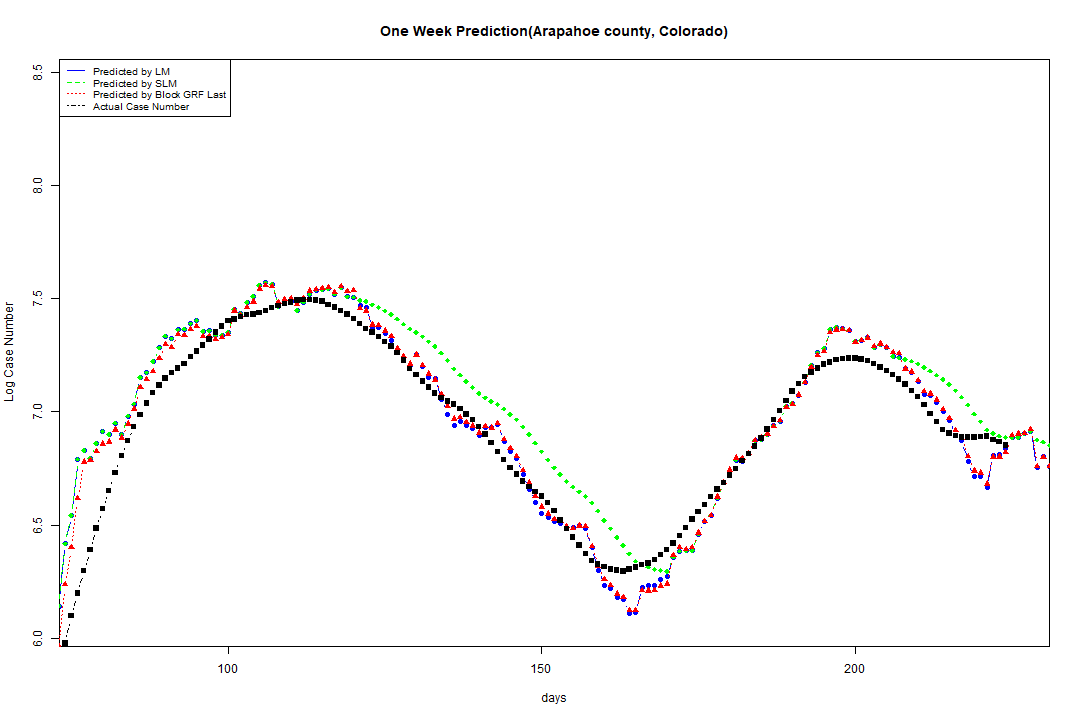 One Week Prediction(Arapahoe county, Colorado)
Predicted by LM
Predicted by SLM
Predicted by Block GRF Last
Actual Case Number
8.5
8.0
7.5
7.0
6.5
6.0
Log Case Number
100
150
200
days